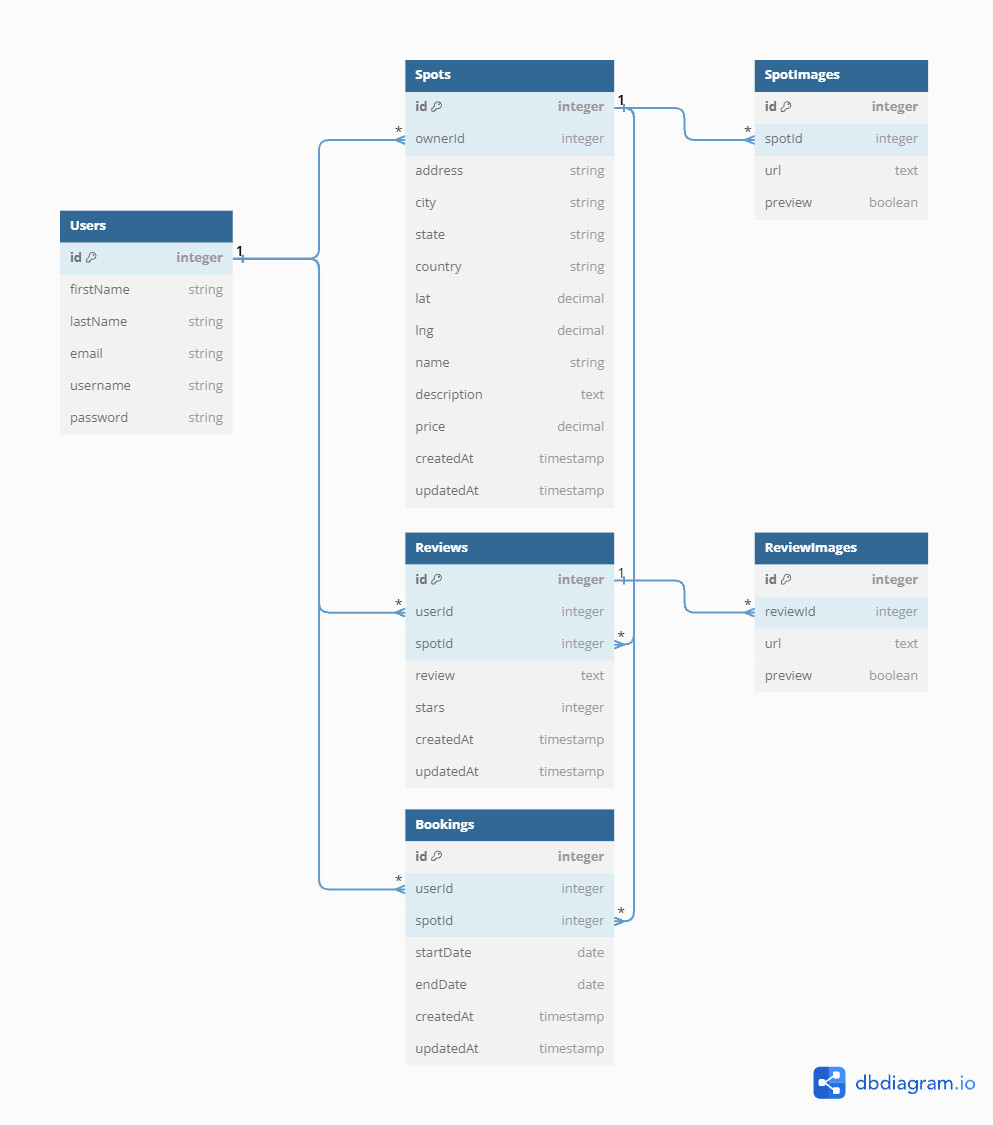 Users
id integer
firstName string
lastName string
email string
username string
password string
1
Spots
id integer
ownerId integer
address string
city string
state string
country string
lat decimal
lng decimal
name string
description text
price decimal
createdAt timestamp
updatedAt timestamp
*
1
SpotImages
id integer
spotId integer
url text
preview boolean
*
Reviews
id integer
userId integer
spotId integer
review text
stars integer
createdAt timestamp
updatedAt timestamp
*
1
*
ReviewImages
id integer
reviewId integer
url text
preview boolean
*
Bookings
id integer
userId integer
spotId integer
startDate date
endDate date
createdAt timestamp
updatedAt timestamp
*
*
dbdiagram.io